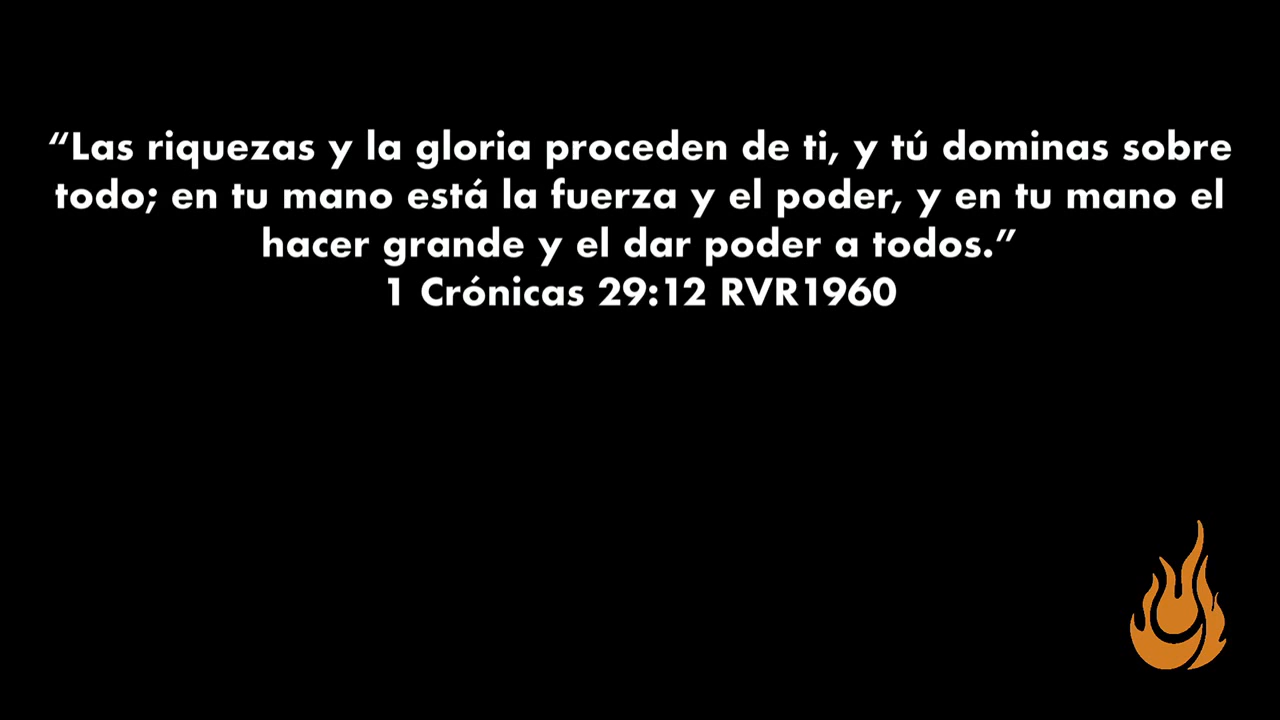 “Las riquezas y la gloria proceden de ti, y tú dominas sobre
todo; en tu mano está la fuerza y el poder, y en tu mano el
hacer grande y el dar poder a todos.”
1 Crónicas 29:12 RVR1960